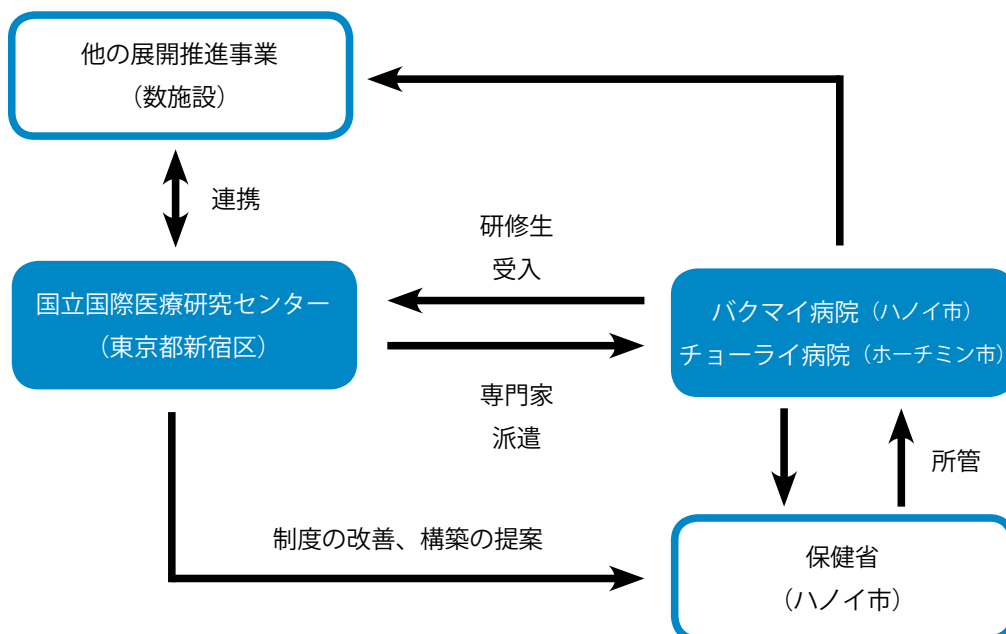 他の展開推進事業
（数施設）
連携
研修生
受入
国立国際医療研究センター
（東京都新宿区）
バクマイ病院（ハノイ市）
チョーライ病院（ホーチミン市）
専門家
派遣
所管
制度の改善、構築の提案
保健省
（ハノイ市）